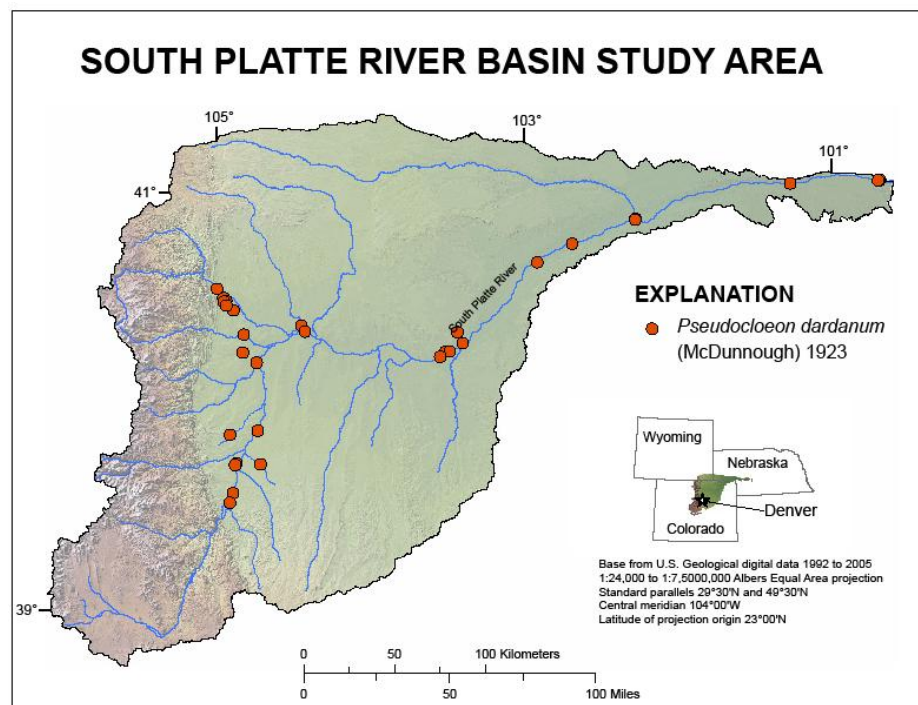 SOUTH PLATTE RIVER BASIN STUDY AREA
105°
103°
101°
41°
South Platte River
EXPLANATION
Pseudocloeon dardanum
(McDunnough) 1923
Wyoming
Nebraska
Denver
Colorado
Base from U.S. Geological digital data 1992 to 2005
1:24,000 to 1:7,5000,000 Albers Equal Area projection
Standard parallels 29°30'N and 49°30'N
Central meridian 104°00'W
Latitude of projection origin 23°00'N
39°
0 50 100 Kilometers
0 50 100 Miles